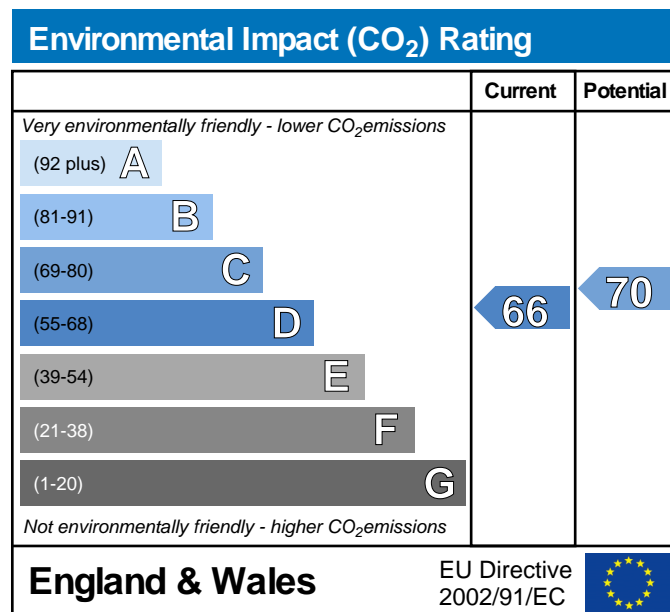 Environmental Impact (CO₂) Rating
Current Potential
Very environmentally friendly - lower CO₂emissions
(92 plus) A
(81-91) B
(69-80) C
(55-68) D
66 70
(39-54) E
(21-38) F
(1-20) G
Not environmentally friendly - higher CO₂emissions
England & Wales
EU Directive
2002/91/EC